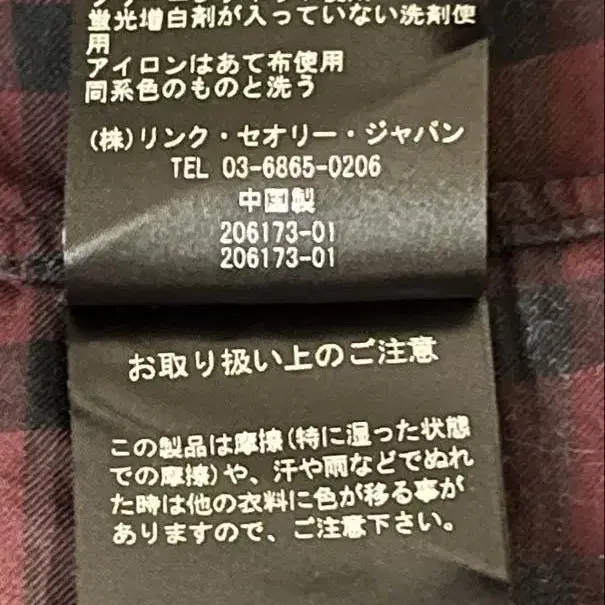 蛍光増白剤が入っていない洗剤使
用
アイロンはあて布使用
同系色のものと洗う
(株)リンク・セオリー・ジャパン
TEL 03-6865-0206
中国製
206173-01
206173-01
お取り扱い上のご注意
この製品は摩擦(特に湿った状態
での摩擦)や、汗や雨などでぬれ
た時は他の衣料に色が移る事が
ありますので、ご注意下さい。